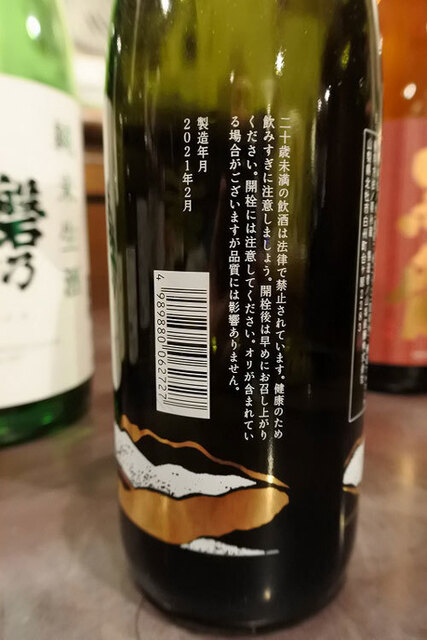 二十歳未満の飲酒は法律で禁止されています。健康のため
飲みすぎに注意しましょう。開栓後は早めにお召し上がり
ください。開栓には注意してください。オリが含まれてい
る場合がございますが品質には影響ありません。
製造年月
2021年2月
4989880062727
純米生酒